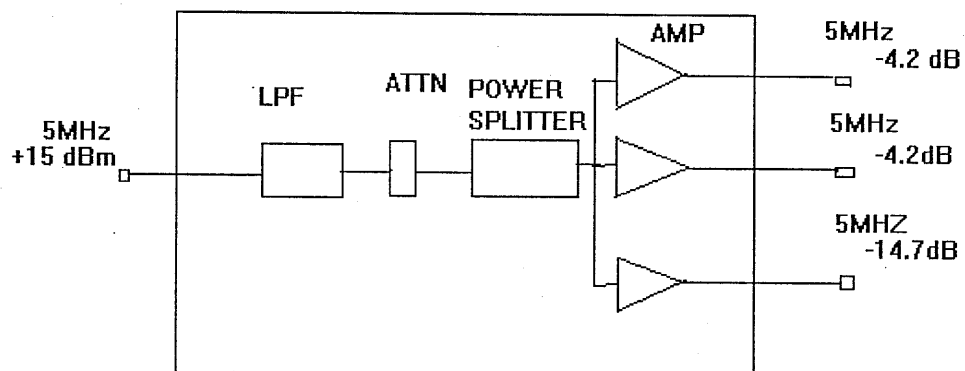 5MHz
+15 dBm
LPF
ATTN
POWER
SPLITTER
AMP
5MHz
-4.2 dB
5MHz
-4.2dB
5MHZ
-14.7dB